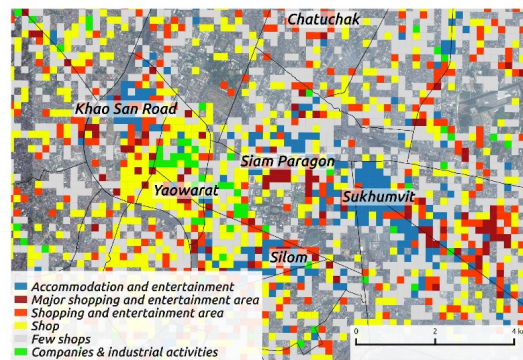 Chatuchak
Khao San Road
Siam Paragon
Yaowarat
Sukhumvit
Silom
Accommodation and entertainment
Major shopping and entertainment area
Shopping and entertainment area
Shop
Few shops
Companies & industrial activities
0 2 4 k